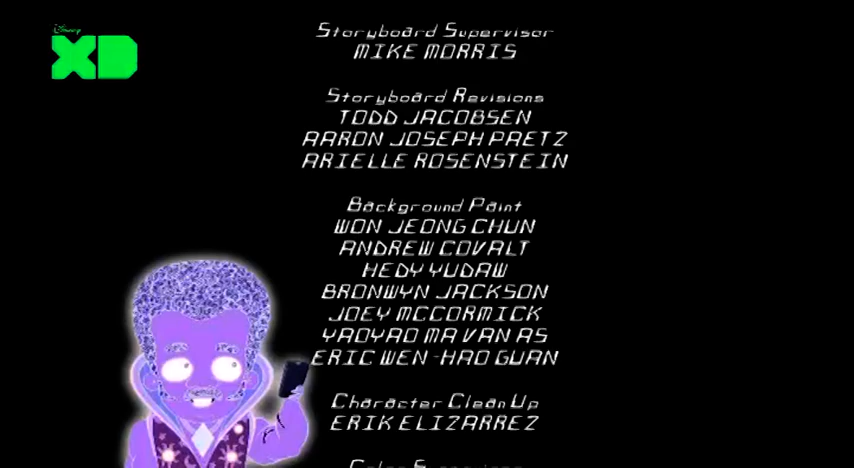 Disney
XD
Storyboard Supervisor
MIKE MORRIS
Storyboard Revisions
TODD JACOBSEN
AARON JOSEPH PAETZ
ARIELLE ROSENSTEIN
Background Paint
WON JEONG CHUN
ANDREW COVALT
HEDY YUDAW
BRONWYN JACKSON
JOEY MCCORMICK
YAOYAO MA VAN AS
ERIC WEN-HAO GUAN
Character Clean Up
ERIK ELIZARREZ